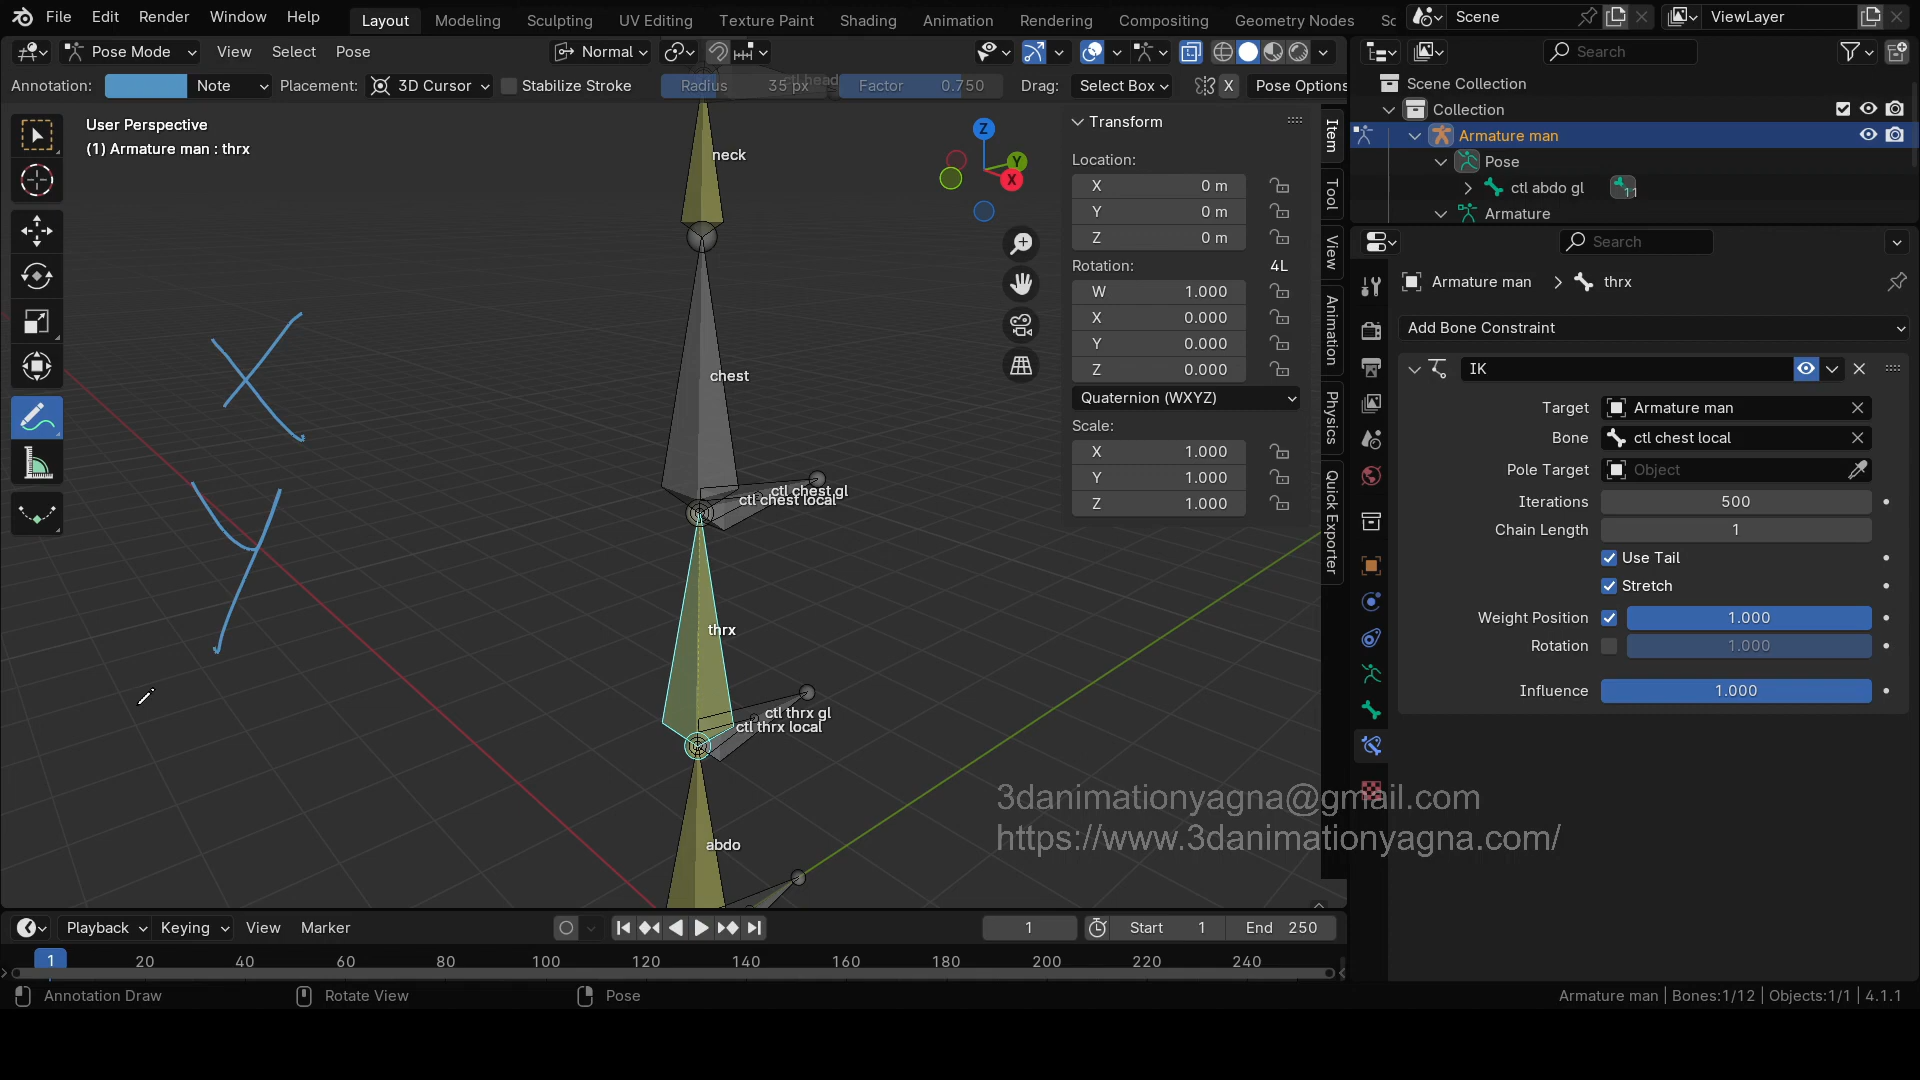 File Edit Render Window Help Layout Modeling Sculpting UV Editing Texture Paint Shading Animation Rendering Compositing Geometry Nodes Sc Scene ViewLayer
Pose Mode View Select Pose Normal Search
Annotation: Note Placement: 3D Cursor Stabilize Stroke Radius 35 px Factor 0.750 Drag: Select Box X Pose Options
ctl head
User Perspective
(1) Armature man : thrx
X
Y
neck
chest
ctl chest gl
ctl chest local
thrx
ctl thrx gl
ctl thrx local
abdo
Z
Y
X
Transform
Location:
X 0 m
Y 0 m
Z 0 m
Rotation: 4L
W 1.000
X 0.000
Y 0.000
Z 0.000
Quaternion (WXYZ)
Scale:
X 1.000
Y 1.000
Z 1.000
Item
Tool
View
Animation
Physics
Quick Exporter
Scene Collection
Collection
Armature man
Pose
ctl abdo gl 11
Armature
Search
Armature man thrx
Add Bone Constraint
IK
Target Armature man
Bone ctl chest local
Pole Target Object
Iterations 500
Chain Length 1
Use Tail
Stretch
Weight Position 1.000
Rotation 1.000
Influence 1.000
3danimationyagna@gmail.com
https://www.3danimationyagna.com/
Playback Keying View Marker 1 Start 1 End 250
1 20 40 60 80 100 120 140 160 180 200 220 240
Annotation Draw Rotate View Pose Armature man | Bones:1/12 | Objects:1/1 | 4.1.1